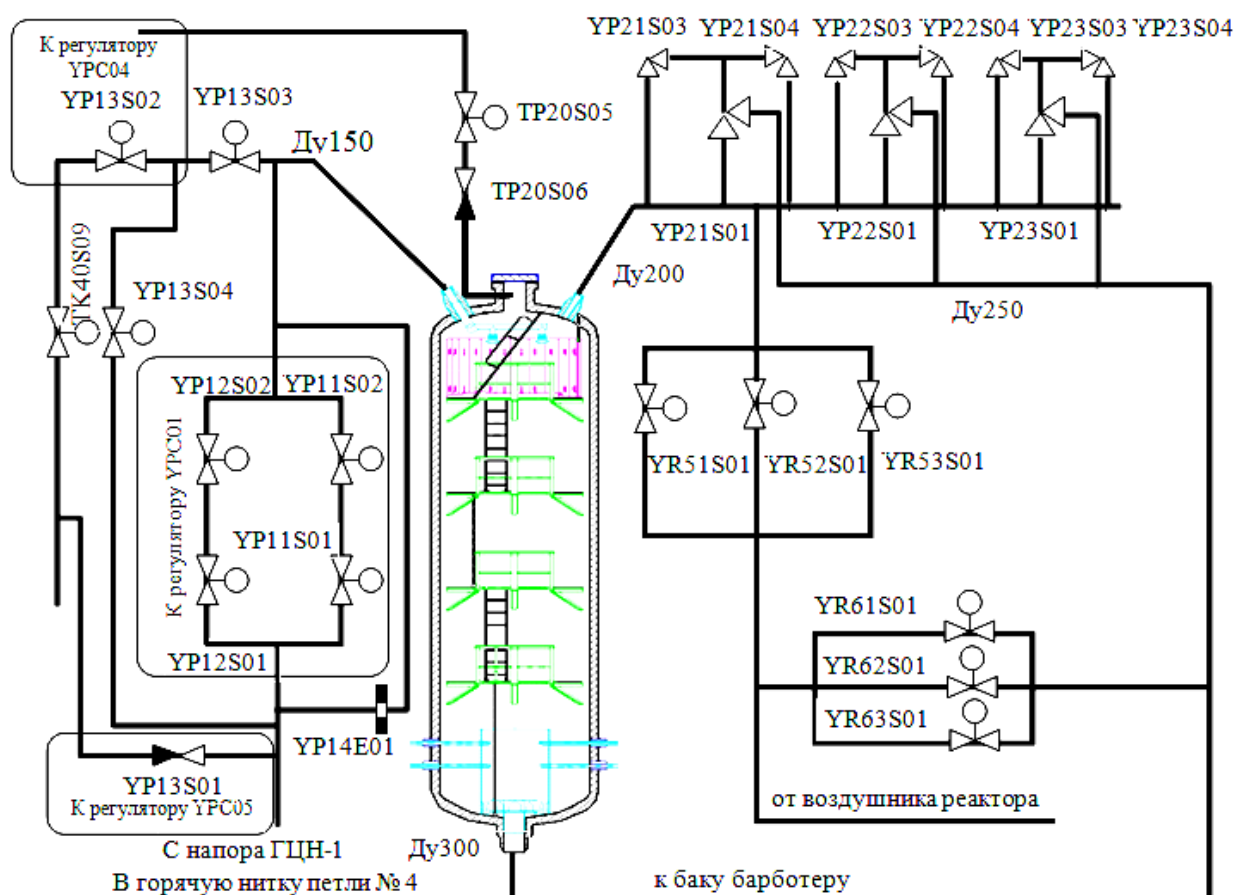 К регулятору
YPC04
YP13S02
YP13S03
Ду150
TP20S05
TP20S06
YP21S03
YP21S04
YP22S03
YP22S04
YP23S03
YP23S04
YP21S01
YP22S01
YP23S01
Ду200
Ду250
TK40S09
YP13S04
YP12S02
YP11S02
К регулятору YPC01
YP11S01
YP12S01
YR51S01
YR52S01
YR53S01
YR61S01
YR62S01
YR63S01
YP14E01
YP13S01
К регулятору YPC05
от воздушника реактора
С напора ГЦН-1
Ду300
В горячую нитку петли № 4
к баку барботеру